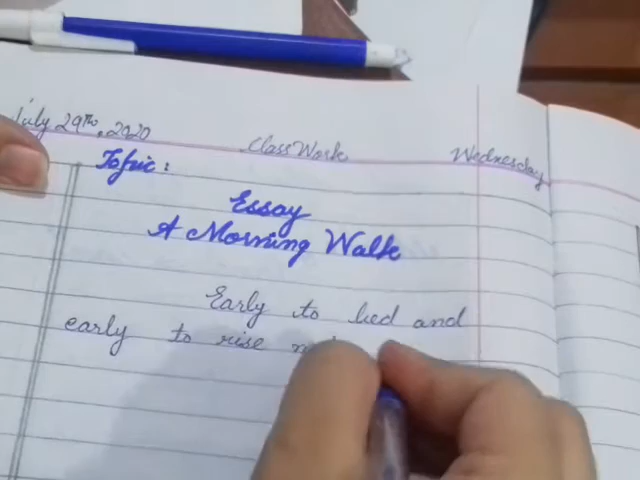 July 29th, 2020 Class Work Wednesday
Topic:
Essay
A Morning Walk
Early to bed and
early to rise